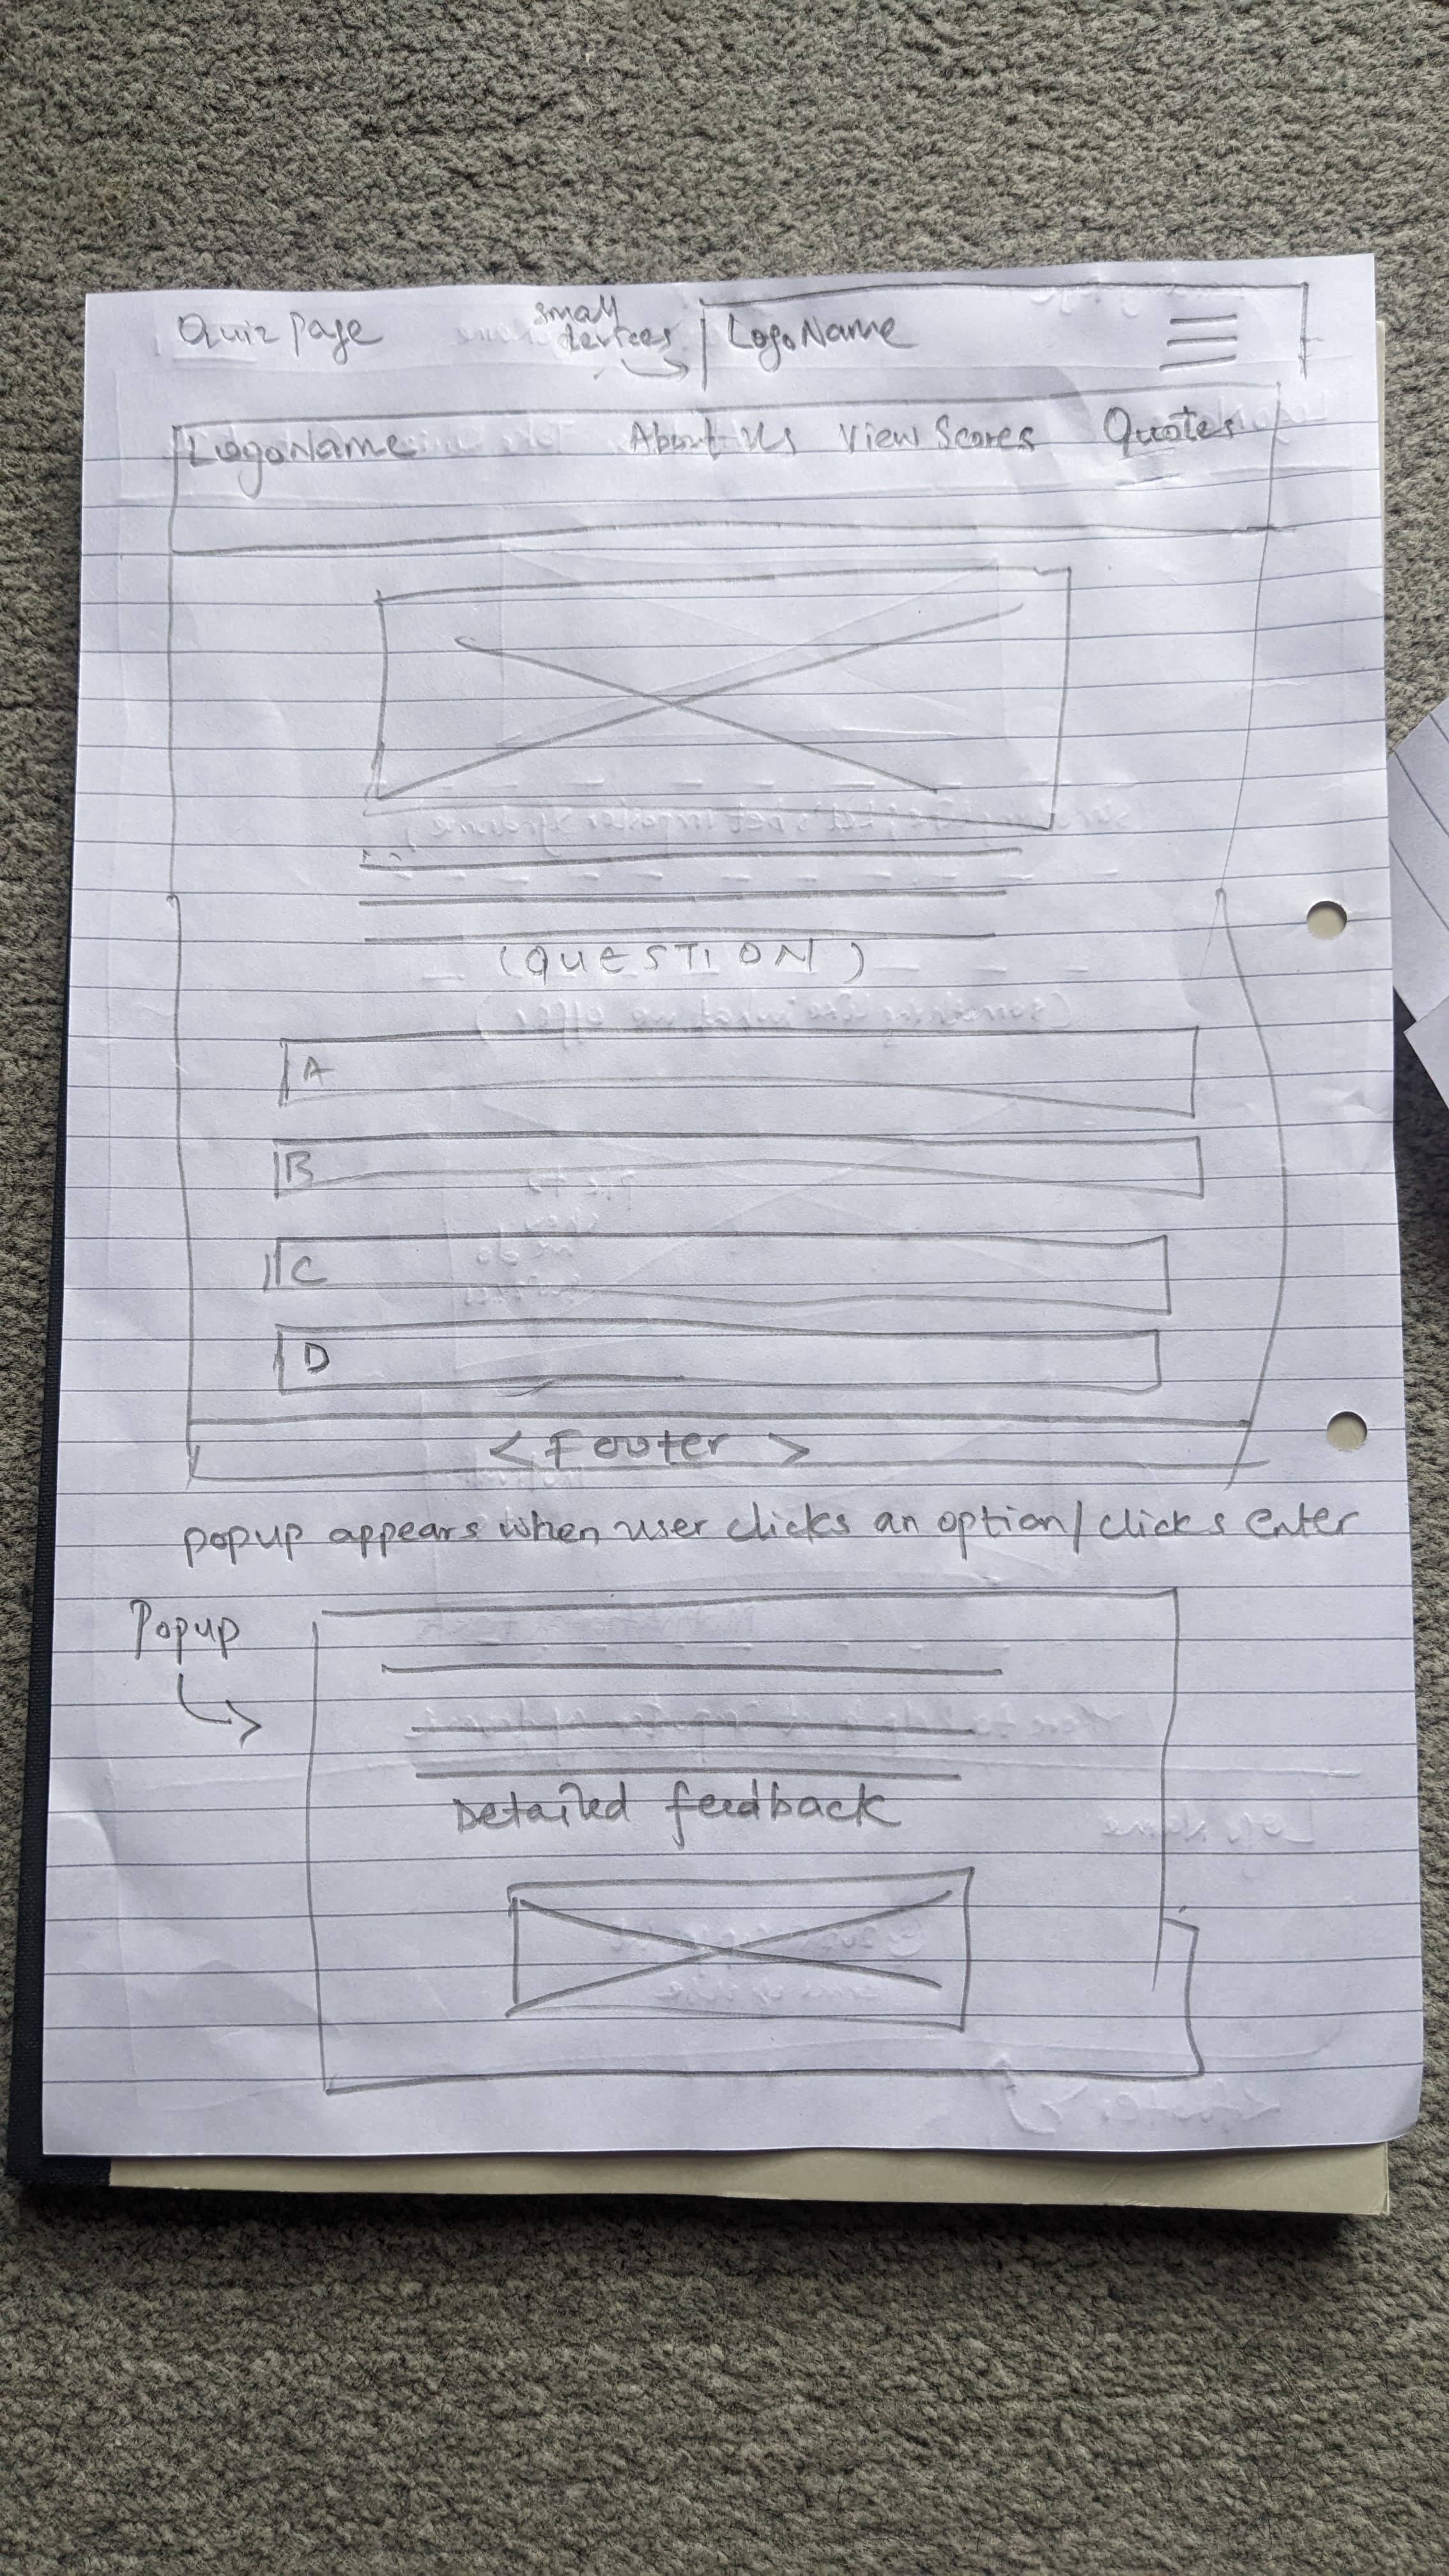 Quiz page
small
devices
LogoName
LogoName About Us View Scores Quotes
(QUESTION)
A
B
C
D
<Footer>
popup appears when user clicks an option/clicks enter
Popup
Detailed feedback